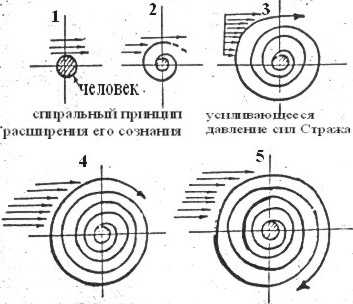 1
2
3
человек
спиральный принцип
расширения его сознания
усиливающееся
давление сил Стража
4
5